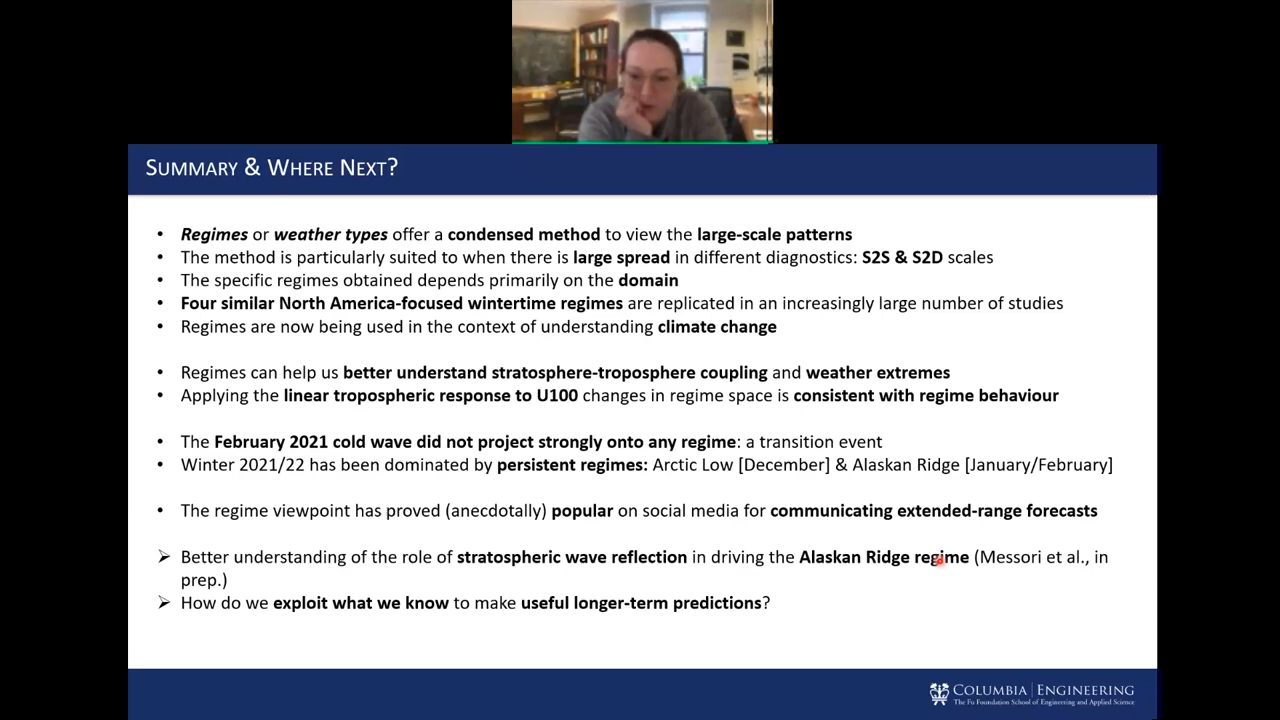 SUMMARY & WHERE NEXT?
• Regimes or weather types offer a condensed method to view the large-scale patterns
• The method is particularly suited to when there is large spread in different diagnostics: S2S & S2D scales
• The specific regimes obtained depends primarily on the domain
• Four similar North America-focused wintertime regimes are replicated in an increasingly large number of studies
• Regimes are now being used in the context of understanding climate change
• Regimes can help us better understand stratosphere-troposphere coupling and weather extremes
• Applying the linear tropospheric response to U100 changes in regime space is consistent with regime behaviour
• The February 2021 cold wave did not project strongly onto any regime: a transition event
• Winter 2021/22 has been dominated by persistent regimes: Arctic Low [December] & Alaskan Ridge [January/February]
• The regime viewpoint has proved (anecdotally) popular on social media for communicating extended-range forecasts
➢ Better understanding of the role of stratospheric wave reflection in driving the Alaskan Ridge regime (Messori et al., in
prep.)
➢ How do we exploit what we know to make useful longer-term predictions?
COLUMBIA | ENGINEERING
The Fu Foundation School of Engineering and Applied Science